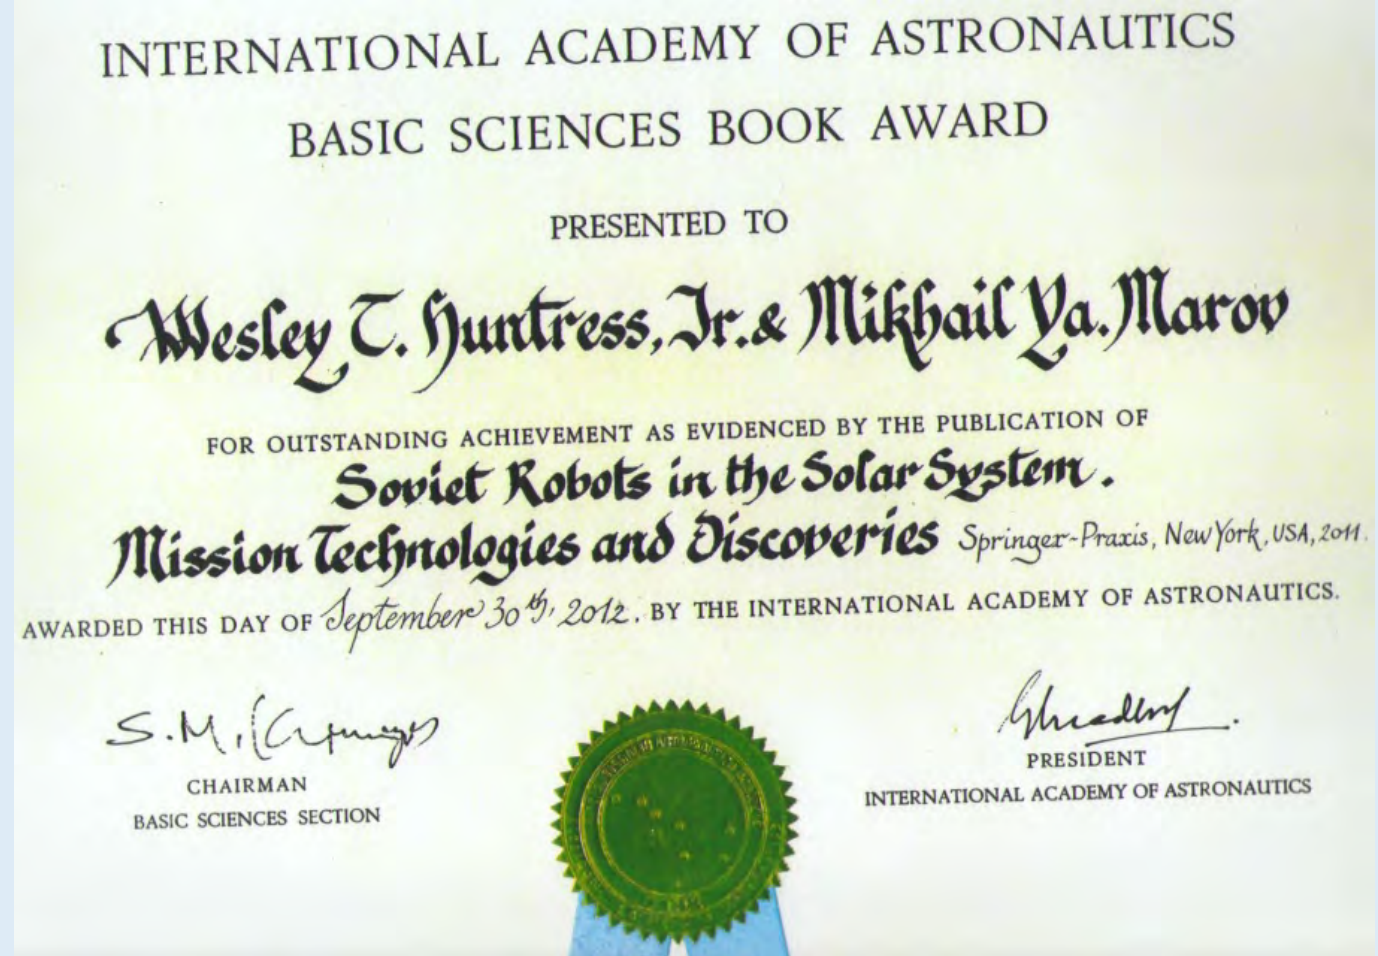 INTERNATIONAL ACADEMY OF ASTRONAUTICS
BASIC SCIENCES BOOK AWARD
PRESENTED TO
Wesley T. Huntress, Jr. & Mikhail Ya. Marov
FOR OUTSTANDING ACHIEVEMENT AS EVIDENCED BY THE PUBLICATION OF
Soviet Robots in the Solar System.
Mission Technologies and Discoveries Springer-Praxis, New York, USA, 2011.
AWARDED THIS DAY OF September 30th, 2012. BY THE INTERNATIONAL ACADEMY OF ASTRONAUTICS.
S.M.
CHAIRMAN
BASIC SCIENCES SECTION
PRESIDENT
INTERNATIONAL ACADEMY OF ASTRONAUTICS